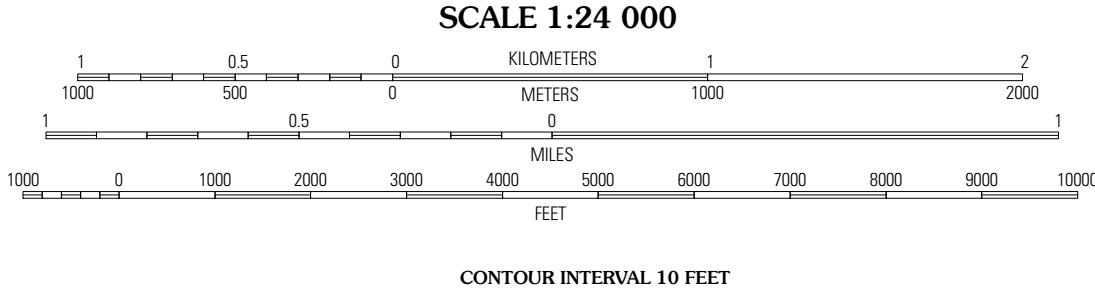 SCALE 1:24 000
1 0.5 0 KILOMETERS 1 2
1000 500 0 METERS 1000 2000
1 0.5 0 1
MILES
1000 0 1000 2000 3000 4000 5000 6000 7000 8000 9000 10000
FEET
CONTOUR INTERVAL 10 FEET